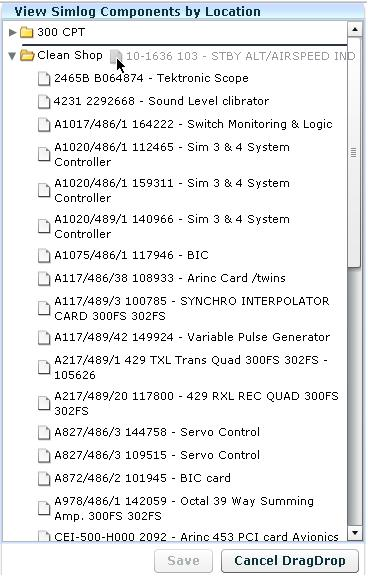 View Simlog Components by Location
300 CPT
Clean Shop 10-1636 103 - STBY ALT/AIRSPEED IND
2465B B064874 - Tektronic Scope
4231 2292668 - Sound Level clibrator
A1017/486/1 164222 - Switch Monitoring & Logic
A1020/486/1 112465 - Sim 3 & 4 System
Controller
A1020/486/1 159311 - Sim 3 & 4 System
Controller
A1020/489/1 140966 - Sim 3 & 4 System
Controller
A1075/486/1 117946 - BIC
A117/486/38 108933 - Arinc Card /twins
A117/489/3 100785 - SYNCHRO INTERPOLATOR
CARD 300FS 302FS
A117/489/42 149924 - Variable Pulse Generator
A217/489/1 429 TXL Trans Quad 300FS 302FS -
105626
A217/489/20 117800 - 429 RXL REC QUAD 300FS
302FS
A827/486/3 144758 - Servo Control
A827/486/3 109515 - Servo Control
A872/486/2 101945 - BIC card
A978/486/1 142059 - Octal 39 Way Summing
Amp. 300FS 302FS
CEI-500-H000 2092 - Arinc 453 PCI card Avionics
Save Cancel DragDrop